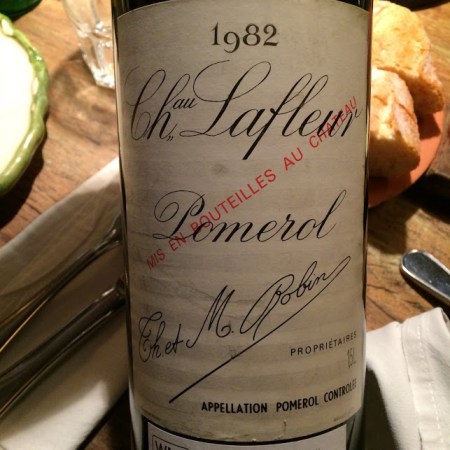 1982
Ch.au Lafleur
MIS EN BOUTEILLES AU CHATEAU
Pomerol
Th et M. Robin
PROPRIÉTAIRES
APPELLATION POMEROL CONTROLÉE